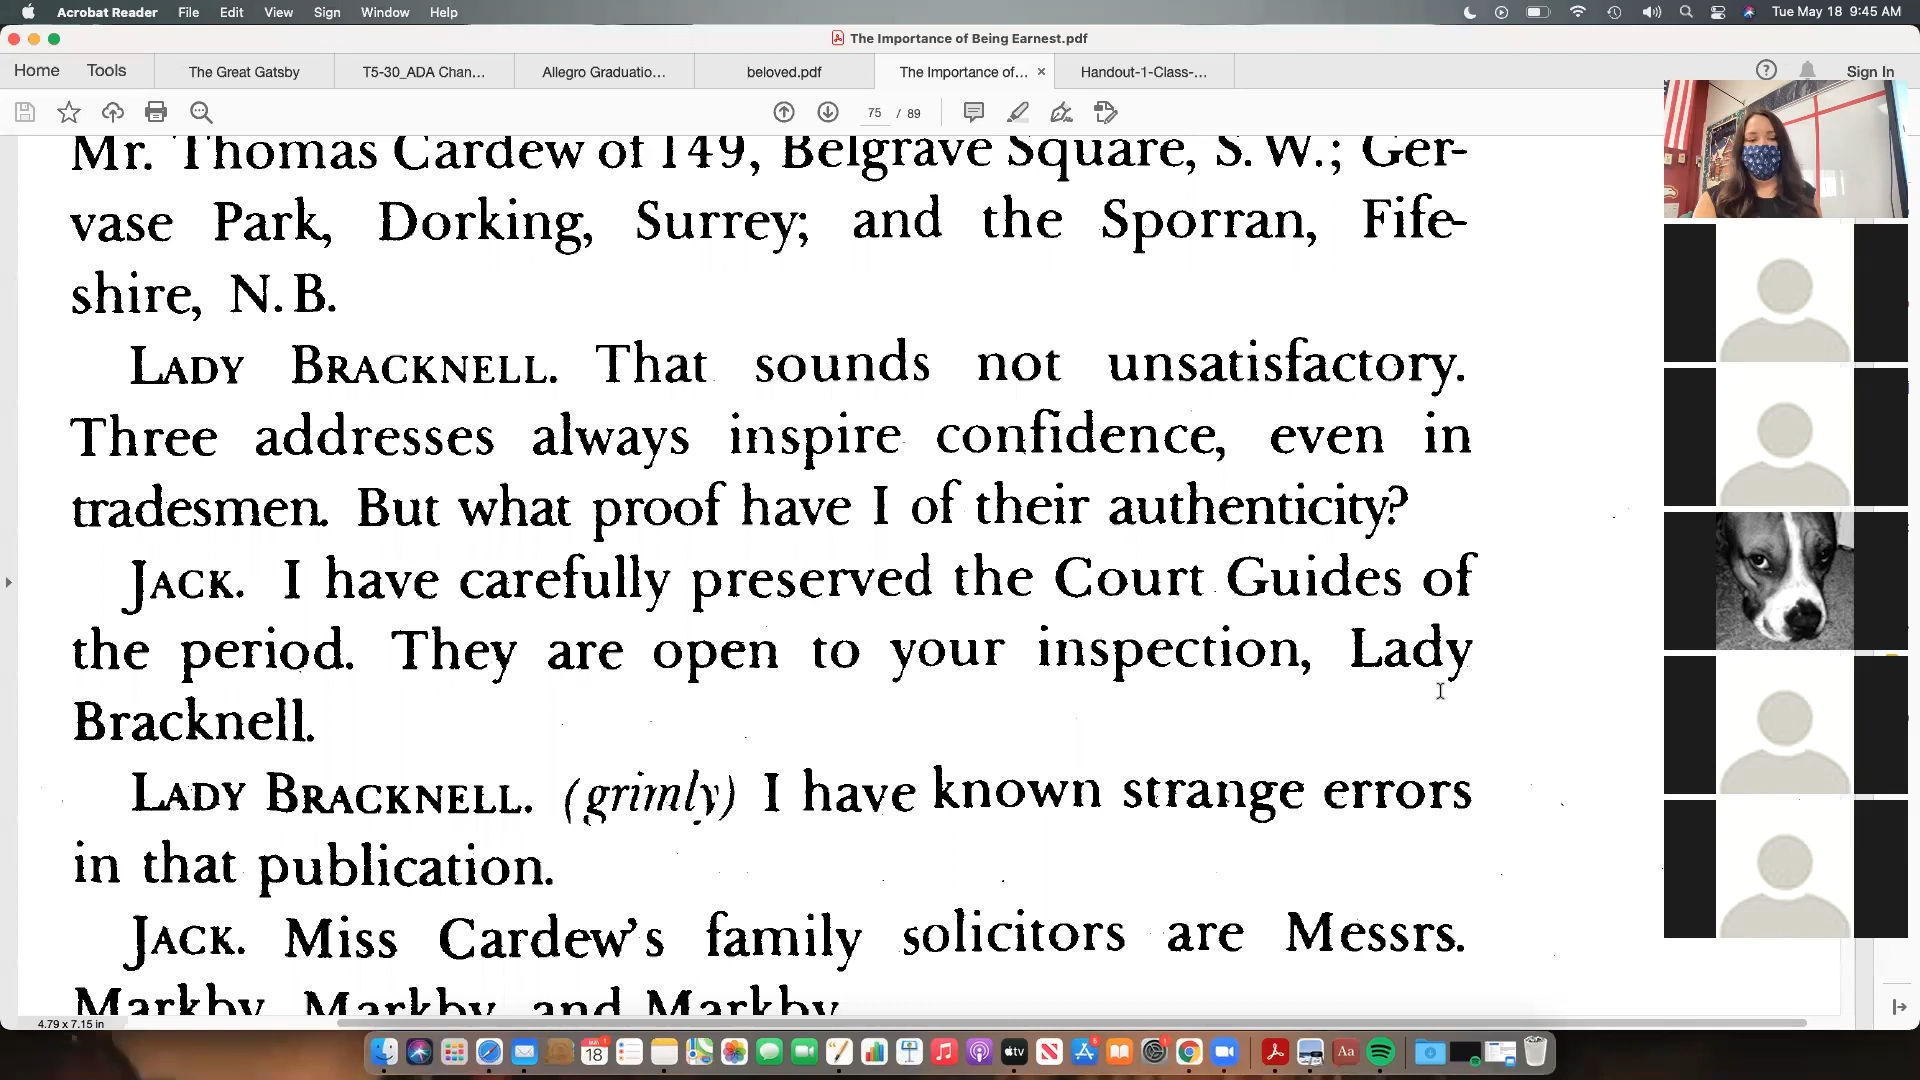 Acrobat Reader File Edit View Sign Window Help Tue May 18 9:45 AM
The Importance of Being Earnest.pdf
Home Tools The Great Gatsby T5-30_ADA Chan... Allegro Graduatio... beloved.pdf The Importance of... × Handout-1-Class-... Sign In
75 / 89
Mr. Thomas Cardew of 149, Belgrave Square, S.W.; Ger-
vase Park, Dorking, Surrey; and the Sporran, Fife-
shire, N.B.
LADY BRACKNELL. That sounds not unsatisfactory.
Three addresses always inspire confidence, even in
tradesmen. But what proof have I of their authenticity?
JACK. I have carefully preserved the Court Guides of
the period. They are open to your inspection, Lady
Bracknell.
LADY BRACKNELL. (grimly) I have known strange errors
in that publication.
JACK. Miss Cardew's family solicitors are Messrs.
Markby, Markby, and Markby.
4.79 x 7.15 in
18
tv
Aa